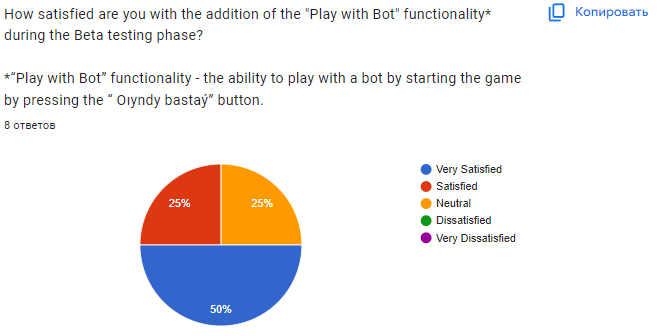 How satisfied are you with the addition of the "Play with Bot" functionality*
during the Beta testing phase?
Копировать
*“Play with Bot” functionality - the ability to play with a bot by starting the game
by pressing the “ Oıyndy bastaý” button.
8 ответов
25%
25%
50%
Very Satisfied
Satisfied
Neutral
Dissatisfied
Very Dissatisfied